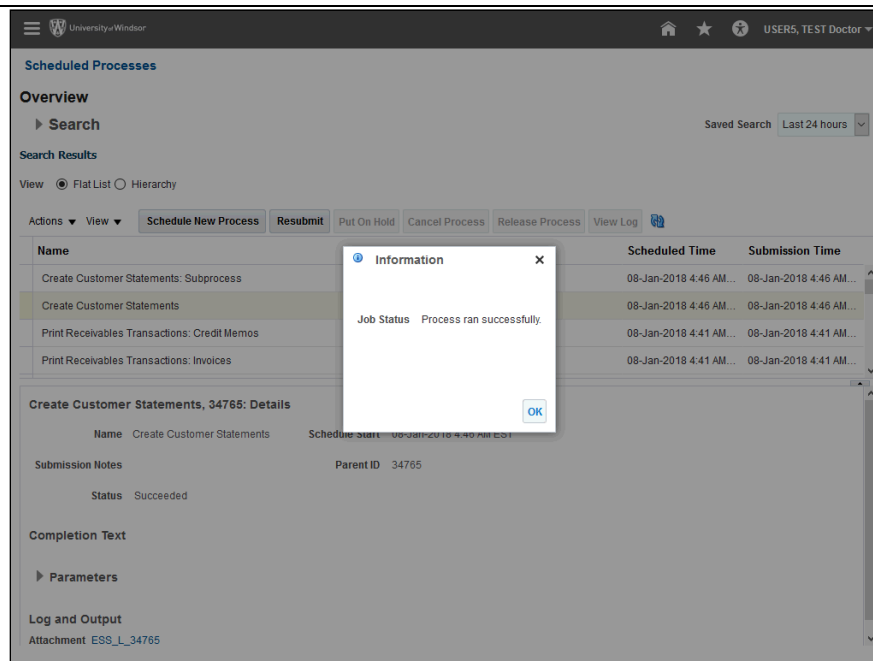 University of Windsor USER5, TEST Doctor
Scheduled Processes
Overview
Search Saved Search Last 24 hours
Search Results
View Flat List Hierarchy
Actions View Schedule New Process Resubmit Put On Hold Cancel Process Release Process View Log
Name Scheduled Time Submission Time
Information
Create Customer Statements: Subprocess 08-Jan-2018 4:46 AM... 08-Jan-2018 4:46 AM...
Create Customer Statements 08-Jan-2018 4:46 AM... 08-Jan-2018 4:46 AM...
Job Status Process ran successfully.
Print Receivables Transactions: Credit Memos 08-Jan-2018 4:41 AM... 08-Jan-2018 4:41 AM...
Print Receivables Transactions: Invoices 08-Jan-2018 4:41 AM... 08-Jan-2018 4:41 AM...
OK
Create Customer Statements, 34765: Details
Name Create Customer Statements Schedule Start 08-Jan-2018 4:46 AM EST
Submission Notes Parent ID 34765
Status Succeeded
Completion Text
Parameters
Log and Output
Attachment ESS_L_34765